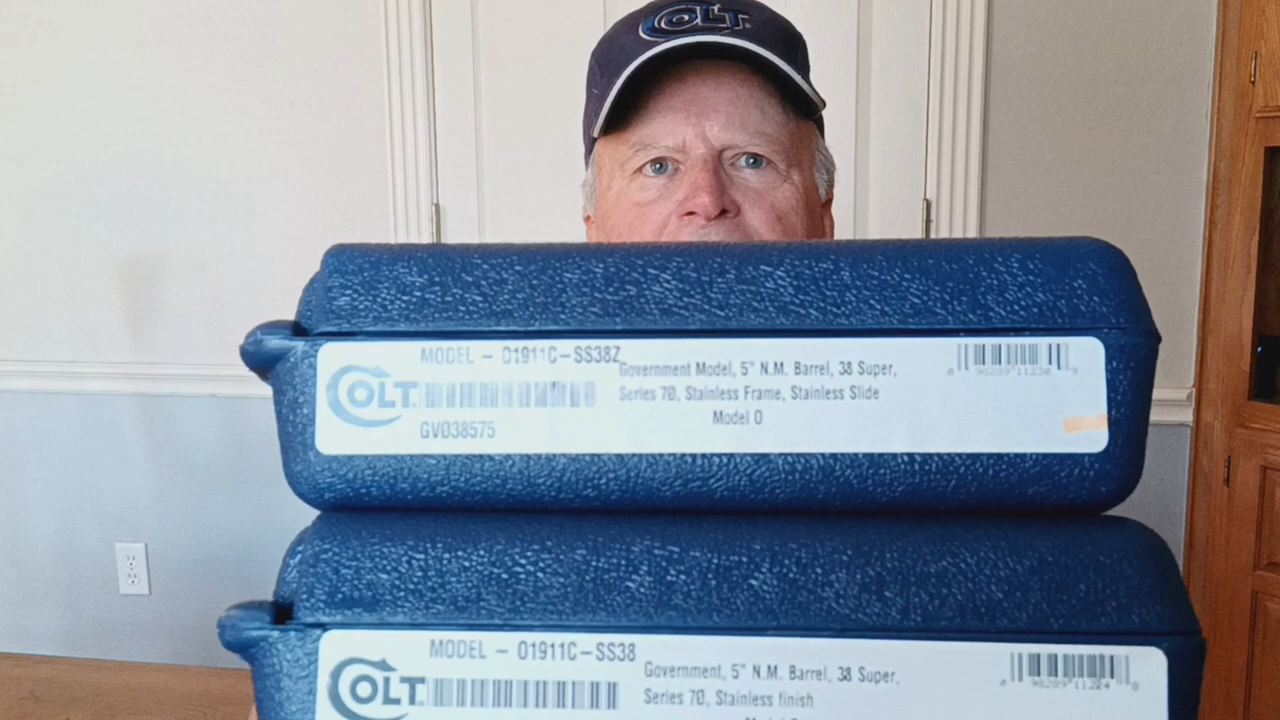 COLT
MODEL - O1911C-SS38Z
Government Model, 5" N.M. Barrel, 38 Super,
Series 70, Stainless Frame, Stainless Slide
Model O
COLT
GV038575
MODEL - O1911C-SS38
Government, 5" N.M. Barrel, 38 Super.
Series 70, Stainless finish
COLT